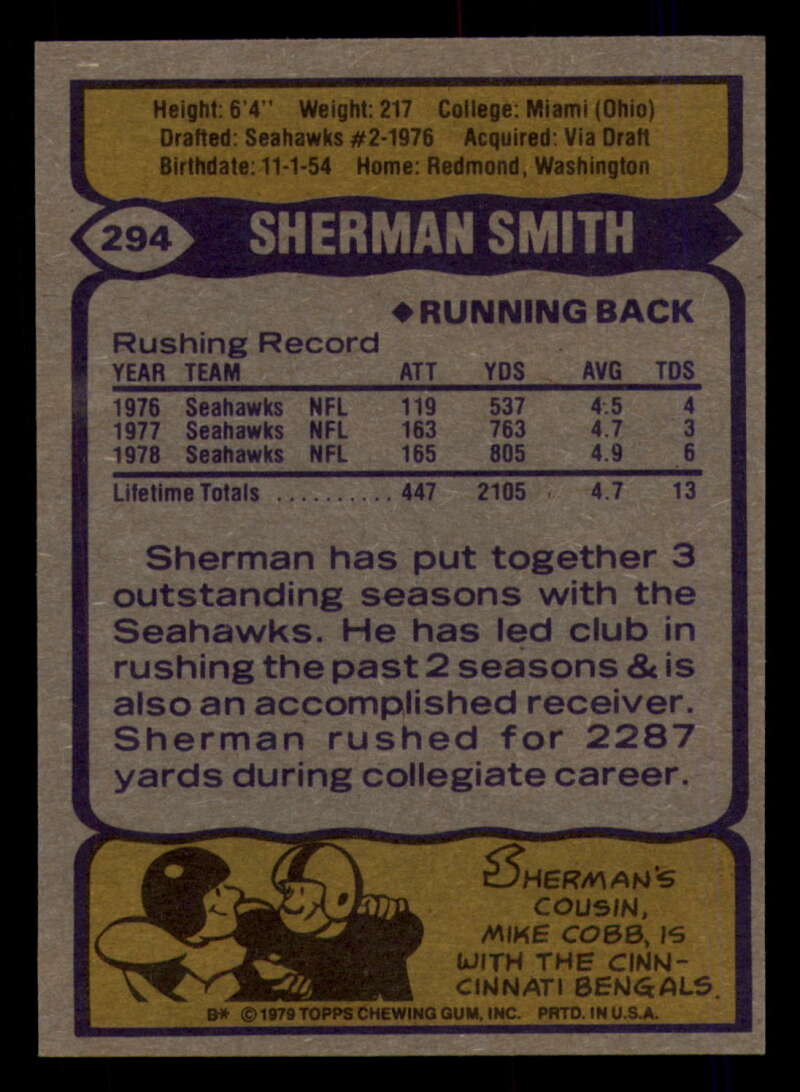 Height: 6'4" Weight: 217 College: Miami (Ohio)
Drafted: Seahawks #2-1976 Acquired: Via Draft
Birthdate: 11-1-54 Home: Redmond, Washington
294 SHERMAN SMITH
◆RUNNING BACK
Rushing Record
YEAR TEAM ATT YDS AVG TDS
1976 Seahawks NFL 119 537 4.5 4
1977 Seahawks NFL 163 763 4.7 3
1978 Seahawks NFL 165 805 4.9 6
Lifetime Totals .......... 447 2105 4.7 13
Sherman has put together 3
outstanding seasons with the
Seahawks. He has led club in
rushing the past 2 seasons & is
also an accomplished receiver.
Sherman rushed for 2287
yards during collegiate career.
SHERMAN'S
COUSIN,
MIKE COBB, IS
WITH THE CINN-
CINNATI BENGALS.
B* © 1979 TOPPS CHEWING GUM, INC. PRTD. IN U.S.A.